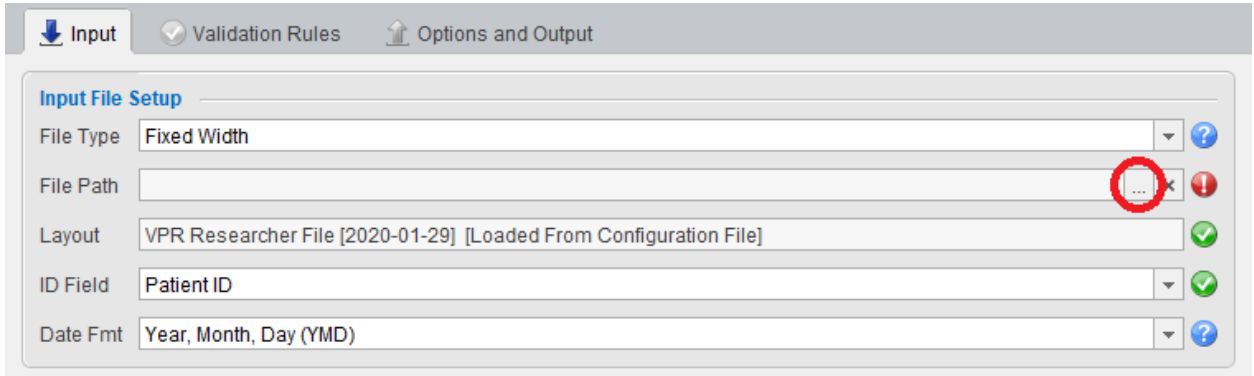 Input Validation Rules Options and Output
Input File Setup
File Type Fixed Width
File Path ...
Layout VPR Researcher File [2020-01-29] [Loaded From Configuration File]
ID Field Patient ID
Date Fmt Year, Month, Day (YMD)